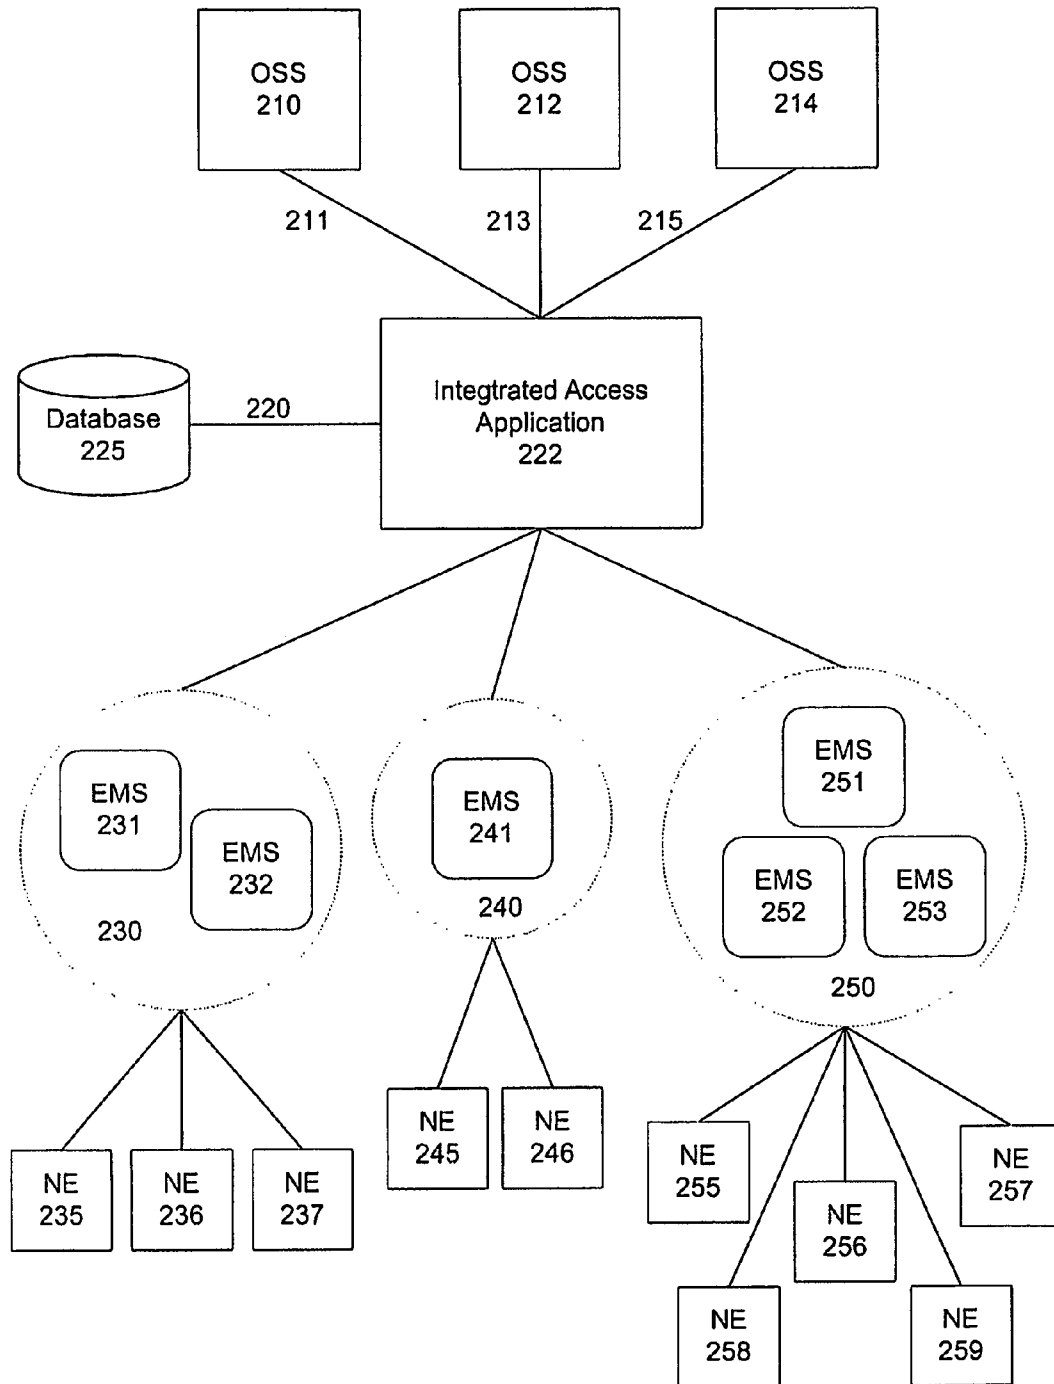 OSS
210
OSS
212
OSS
214
211
213
215
Database
225
220
Integtrated Access
Application
222
EMS
231
EMS
232
230
EMS
241
240
EMS
251
EMS
252
EMS
253
250
NE
235
NE
236
NE
237
NE
245
NE
246
NE
255
NE
256
NE
257
NE
258
NE
259